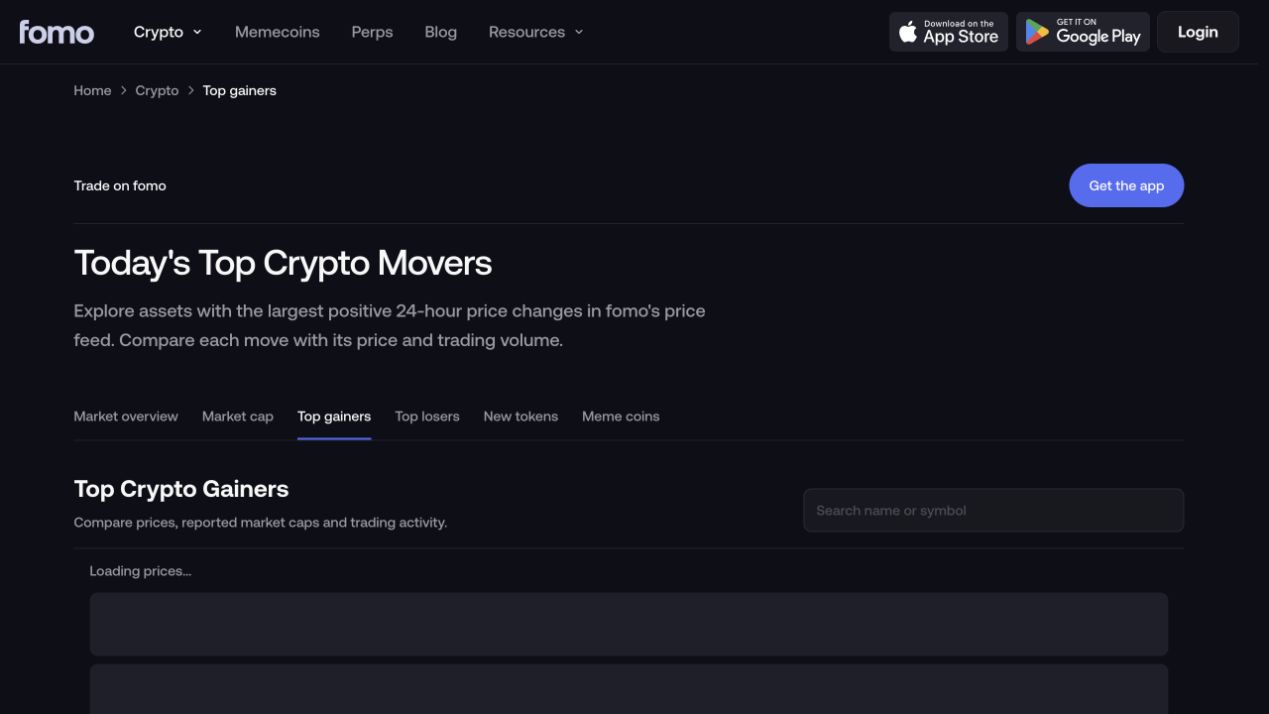 fomo
Crypto
Memecoins
Perps
Blog
Resources
Download on the
App Store
GET IT ON
Google Play
Login
Home > Crypto > Top gainers
Trade on fomo
Get the app
Today's Top Crypto Movers
Explore assets with the largest positive 24-hour price changes in fomo's price
feed. Compare each move with its price and trading volume.
Market overview
Market cap
Top gainers
Top losers
New tokens
Meme coins
Top Crypto Gainers
Compare prices, reported market caps and trading activity.
Search name or symbol
Loading prices...